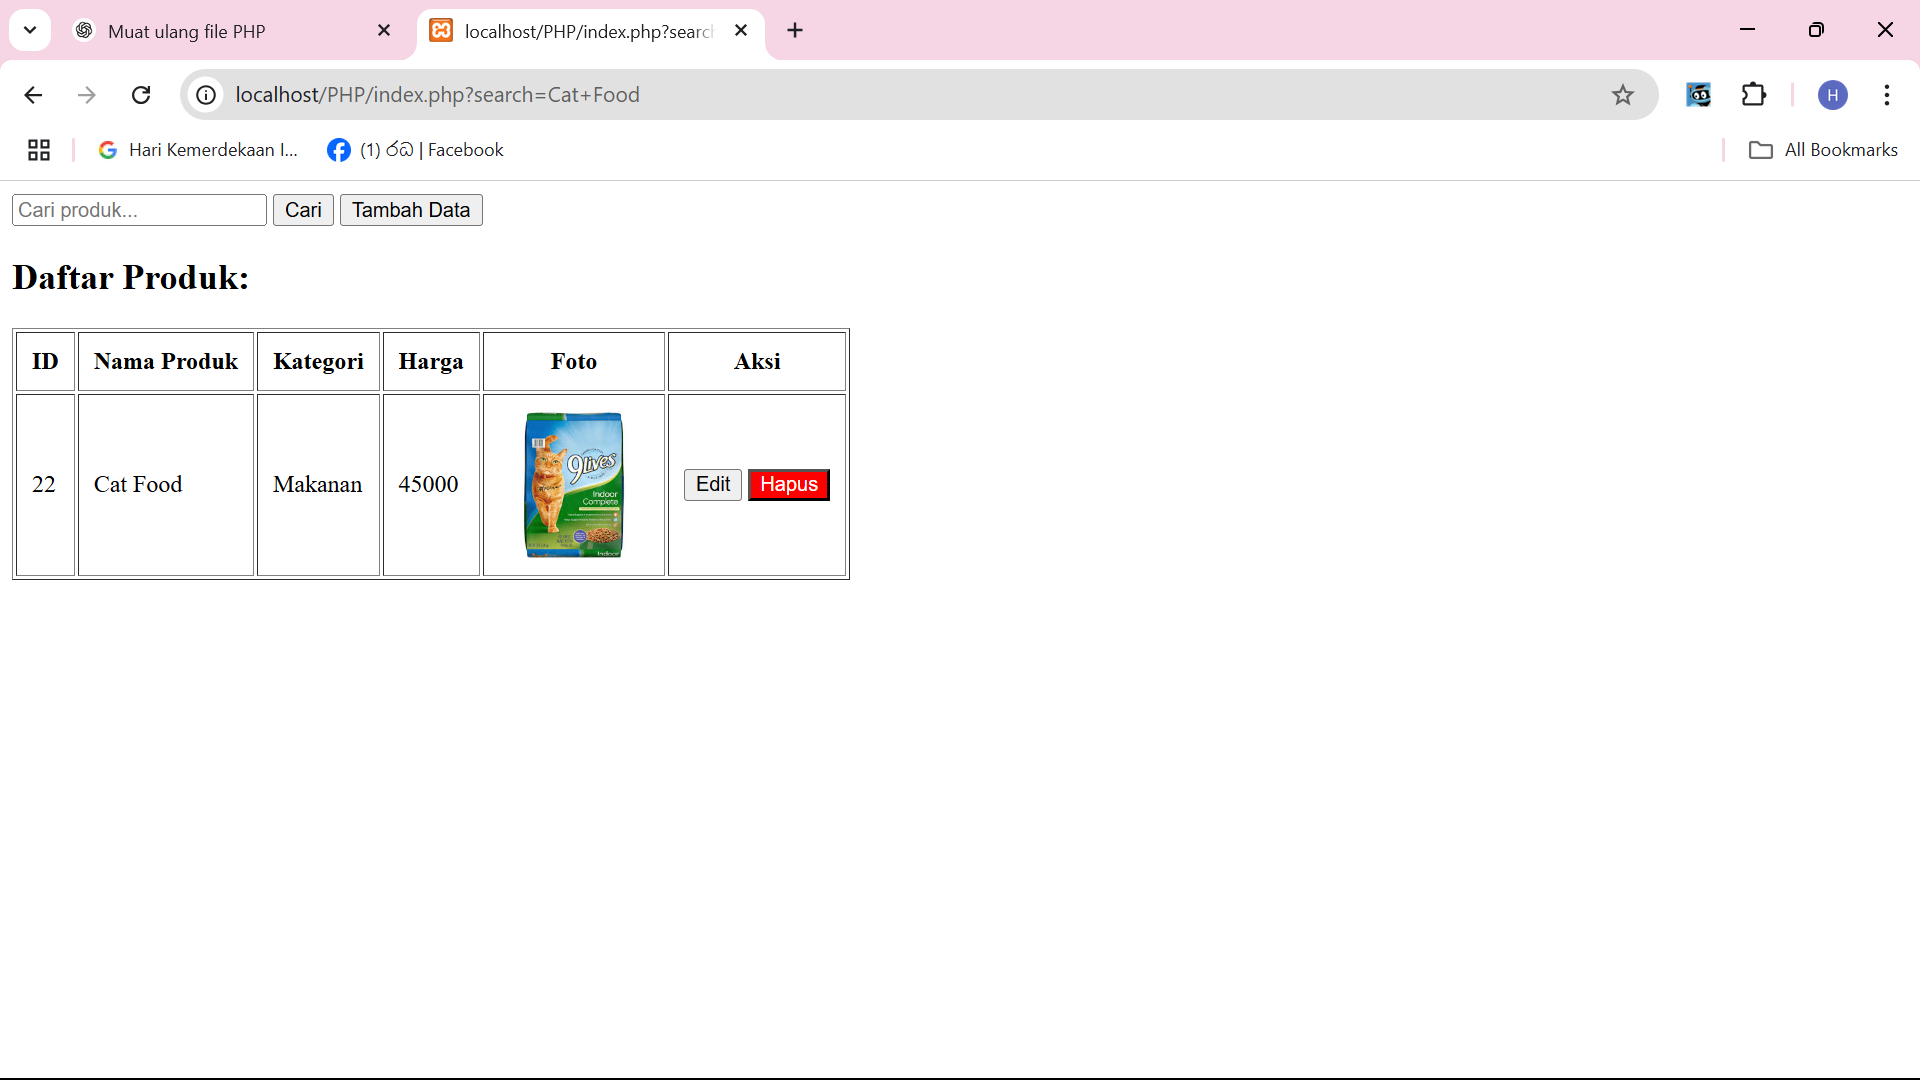 Muat ulang file PHP
localhost/PHP/index.php?searc
localhost/PHP/index.php?search=Cat+Food
H
Hari Kemerdekaan I...
(1) රධ | Facebook
All Bookmarks
Cari produk...
Cari
Tambah Data
Daftar Produk:
ID Nama Produk Kategori Harga Foto Aksi
22 Cat Food Makanan 45000
9Lives
Indoor
Complete
Indoor
Edit
Hapus